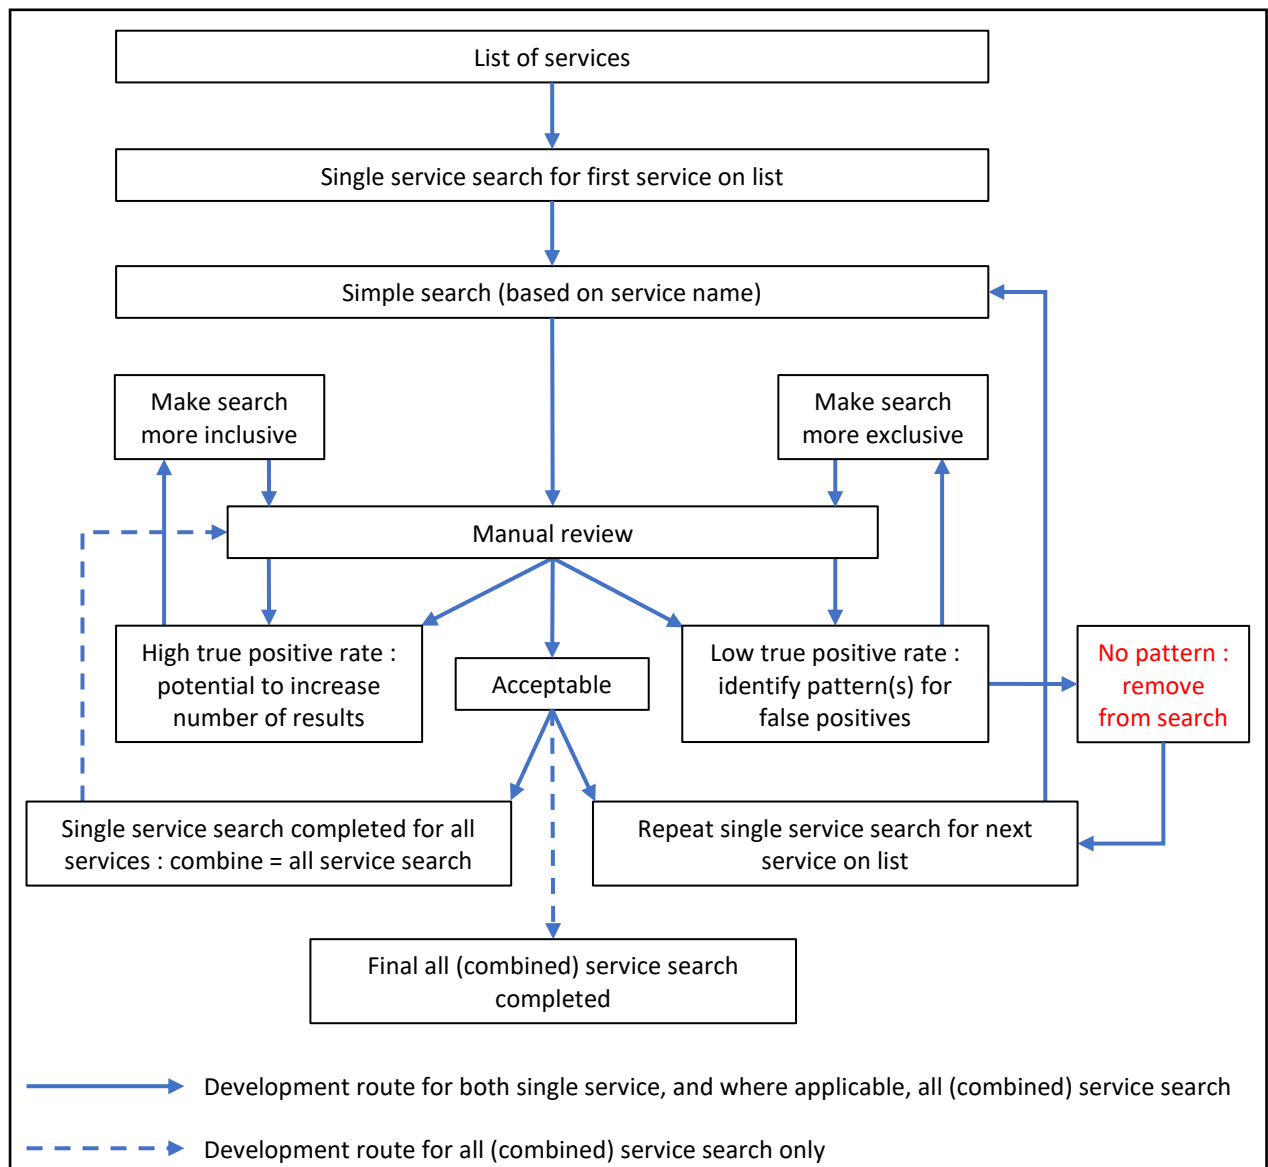 List of services
Single service search for first service on list
Simple search (based on service name)
Make search
more inclusive
Make search
more exclusive
Manual review
High true positive rate :
potential to increase
number of results
Acceptable
Low true positive rate :
identify pattern(s) for
false positives
No pattern :
remove
from search
Single service search completed for all
services : combine = all service search
Repeat single service search for next
service on list
Final all (combined) service search
completed
Development route for both single service, and where applicable, all (combined) service search
Development route for all (combined) service search only